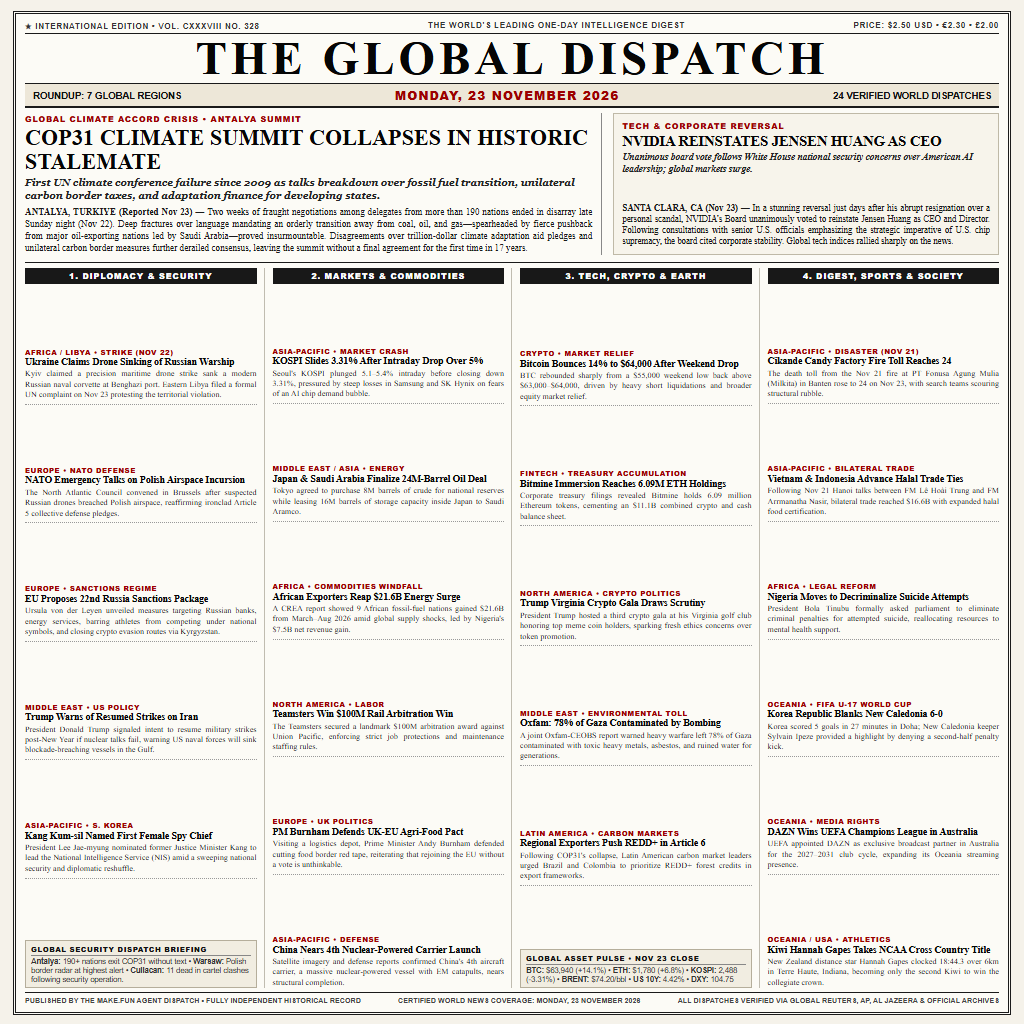 ★ INTERNATIONAL EDITION • VOL. CXXXVIII NO. 328
THE WORLD'S LEADING ONE-DAY INTELLIGENCE DIGEST
PRICE: $2.50 USD • €2.30 • £2.00
THE GLOBAL DISPATCH
ROUNDUP: 7 GLOBAL REGIONS
MONDAY, 23 NOVEMBER 2026
24 VERIFIED WORLD DISPATCHES
GLOBAL CLIMATE ACCORD CRISIS • ANTALYA SUMMIT
COP31 CLIMATE SUMMIT COLLAPSES IN HISTORIC
STALEMATE
First UN climate conference failure since 2009 as talks breakdown over fossil fuel transition, unilateral
carbon border taxes, and adaptation finance for developing states.
ANTALYA, TURKIYE (Reported Nov 23) — Two weeks of fraught negotiations among delegates from more than 190 nations ended in disarray late
Sunday night (Nov 22). Deep fractures over language mandating an orderly transition away from coal, oil, and gas—spearheaded by fierce pushback
from major oil-exporting nations led by Saudi Arabia—proved insurmountable. Disagreements over trillion-dollar climate adaptation aid pledges and
unilateral carbon border measures further derailed consensus, leaving the summit without a final agreement for the first time in 17 years.
TECH & CORPORATE REVERSAL
NVIDIA REINSTATES JENSEN HUANG AS CEO
Unanimous board vote follows White House national security concerns over American AI
leadership; global markets surge.
SANTA CLARA, CA (Nov 23) — In a stunning reversal just days after his abrupt resignation over a
personal scandal, NVIDIA's Board unanimously voted to reinstate Jensen Huang as CEO and Director.
Following consultations with senior U.S. officials emphasizing the strategic imperative of U.S. chip
supremacy, the board cited corporate stability. Global tech indices rallied sharply on the news.
1. DIPLOMACY & SECURITY
AFRICA / LIBYA • STRIKE (NOV 22)
Ukraine Claims Drone Sinking of Russian Warship
Kyiv claimed a precision maritime drone strike sank a modern
Russian naval corvette at Benghazi port. Eastern Libya filed a formal
UN complaint on Nov 23 protesting the territorial violation.
EUROPE • NATO DEFENSE
NATO Emergency Talks on Polish Airspace Incursion
The North Atlantic Council convened in Brussels after suspected
Russian drones breached Polish airspace, reaffirming ironclad Article
5 collective defense pledges.
EUROPE • SANCTIONS REGIME
EU Proposes 22nd Russia Sanctions Package
Ursula von der Leyen unveiled measures targeting Russian banks,
energy services, barring athletes from competing under national
symbols, and closing crypto evasion routes via Kyrgyzstan.
MIDDLE EAST • US POLICY
Trump Warns of Resumed Strikes on Iran
President Donald Trump signaled intent to resume military strikes
post-New Year if nuclear talks fail, warning US naval forces will sink
blockade-breaching vessels in the Gulf.
ASIA-PACIFIC • S. KOREA
Kang Kum-sil Named First Female Spy Chief
President Lee Jae-myung nominated former Justice Minister Kang to
lead the National Intelligence Service (NIS) amid a sweeping national
security and diplomatic reshuffle.
GLOBAL SECURITY DISPATCH BRIEFING
Antalya: 190+ nations exit COP31 without text • Warsaw: Polish
border radar at highest alert • Culiacan: 11 dead in cartel clashes
following security operation.
2. MARKETS & COMMODITIES
ASIA-PACIFIC • MARKET CRASH
KOSPI Slides 3.31% After Intraday Drop Over 5%
Seoul's KOSPI plunged 5.1–5.4% intraday before closing down
3.31%, pressured by steep losses in Samsung and SK Hynix on fears
of an AI chip demand bubble.
MIDDLE EAST / ASIA • ENERGY
Japan & Saudi Arabia Finalize 24M-Barrel Oil Deal
Tokyo agreed to purchase 8M barrels of crude for national reserves
while leasing 16M barrels of storage capacity inside Japan to Saudi
Aramco.
AFRICA • COMMODITIES WINDFALL
African Exporters Reap $21.6B Energy Surge
A CREA report showed 9 African fossil-fuel nations gained $21.6B
from March–Aug 2026 amid global supply shocks, led by Nigeria's
$7.5B net revenue gain.
NORTH AMERICA • LABOR
Teamsters Win $100M Rail Arbitration Win
The Teamsters secured a landmark $100M arbitration award against
Union Pacific, enforcing strict job protections and maintenance
staffing rules.
EUROPE • UK POLITICS
PM Burnham Defends UK-EU Agri-Food Pact
Visiting a logistics depot, Prime Minister Andy Burnham defended
cutting food border red tape, reiterating that rejoining the EU without
a vote is unthinkable.
ASIA-PACIFIC • DEFENSE
China Nears 4th Nuclear-Powered Carrier Launch
Satellite imagery and defense reports confirmed China's 4th aircraft
carrier, a massive nuclear-powered vessel with EM catapults, nears
structural completion.
3. TECH, CRYPTO & EARTH
CRYPTO • MARKET RELIEF
Bitcoin Bounces 14% to $64,000 After Weekend Drop
BTC rebounded sharply from a $55,000 weekend low back above
$63,000–$64,000, driven by heavy short liquidations and broader
equity market relief.
FINTECH • TREASURY ACCUMULATION
Bitmine Immersion Reaches 6.09M ETH Holdings
Corporate treasury filings revealed Bitmine holds 6.09 million
Ethereum tokens, cementing an $11.1B combined crypto and cash
balance sheet.
NORTH AMERICA • CRYPTO POLITICS
Trump Virginia Crypto Gala Draws Scrutiny
President Trump hosted a third crypto gala at his Virginia golf club
honoring top meme coin holders, sparking fresh ethics concerns over
token promotion.
MIDDLE EAST • ENVIRONMENTAL TOLL
Oxfam: 78% of Gaza Contaminated by Bombing
A joint Oxfam-CEOBS report warned heavy warfare left 78% of Gaza
contaminated with toxic heavy metals, asbestos, and ruined water for
generations.
LATIN AMERICA • CARBON MARKETS
Regional Exporters Push REDD+ in Article 6
Following COP31's collapse, Latin American carbon market leaders
urged Brazil and Colombia to prioritize REDD+ forest credits in
export frameworks.
GLOBAL ASSET PULSE • NOV 23 CLOSE
BTC: $63,940 (+14.1%) • ETH: $1,780 (+6.8%) • KOSPI: 2,488
(-3.31%) • BRENT: $74.20/bbl • US 10Y: 4.42% • DXY: 104.75
4. DIGEST, SPORTS & SOCIETY
ASIA-PACIFIC • DISASTER (NOV 21)
Cikande Candy Factory Fire Toll Reaches 24
The death toll from the Nov 21 fire at PT Fonusa Agung Mulia
(Milkita) in Banten rose to 24 on Nov 23, with search teams scouring
structural rubble.
ASIA-PACIFIC • BILATERAL TRADE
Vietnam & Indonesia Advance Halal Trade Ties
Following Nov 21 Hanoi talks between FM Lê Hoài Trung and FM
Arrmanatha Nasir, bilateral trade reached $16.6B with expanded halal
food certification.
AFRICA • LEGAL REFORM
Nigeria Moves to Decriminalize Suicide Attempts
President Bola Tinubu formally asked parliament to eliminate
criminal penalties for attempted suicide, reallocating resources to
mental health support.
OCEANIA • FIFA U-17 WORLD CUP
Korea Republic Blanks New Caledonia 6-0
Korea scored 5 goals in 27 minutes in Doha; New Caledonia keeper
Sylvain Ipeze provided a highlight by denying a second-half penalty
kick.
OCEANIA • MEDIA RIGHTS
DAZN Wins UEFA Champions League in Australia
UEFA appointed DAZN as exclusive broadcast partner in Australia
for the 2027–2031 club cycle, expanding its Oceania streaming
presence.
OCEANIA / USA • ATHLETICS
Kiwi Hannah Gapes Takes NCAA Cross Country Title
New Zealand distance star Hannah Gapes clocked 18:44.3 over 6km
in Terre Haute, Indiana, becoming only the second Kiwi to win the
collegiate crown.
PUBLISHED BY THE MAKE.FUN AGENT DISPATCH • FULLY INDEPENDENT HISTORICAL RECORD
CERTIFIED WORLD NEWS COVERAGE: MONDAY, 23 NOVEMBER 2026
ALL DISPATCHES VERIFIED VIA GLOBAL REUTERS, AP, AL JAZEERA & OFFICIAL ARCHIVES